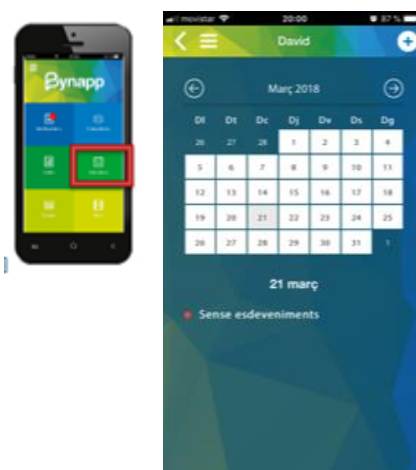 Bynapp
movistar 20:00 87 %
David
Març 2018
Dl Dt Dc Dj Dv Ds Dg
26 27 28 1 2 3 4
5 6 7 8 9 10 11
12 13 14 15 16 17 18
19 20 21 22 23 24 25
26 27 28 29 30 31 1
21 març
Sense esdeveniments